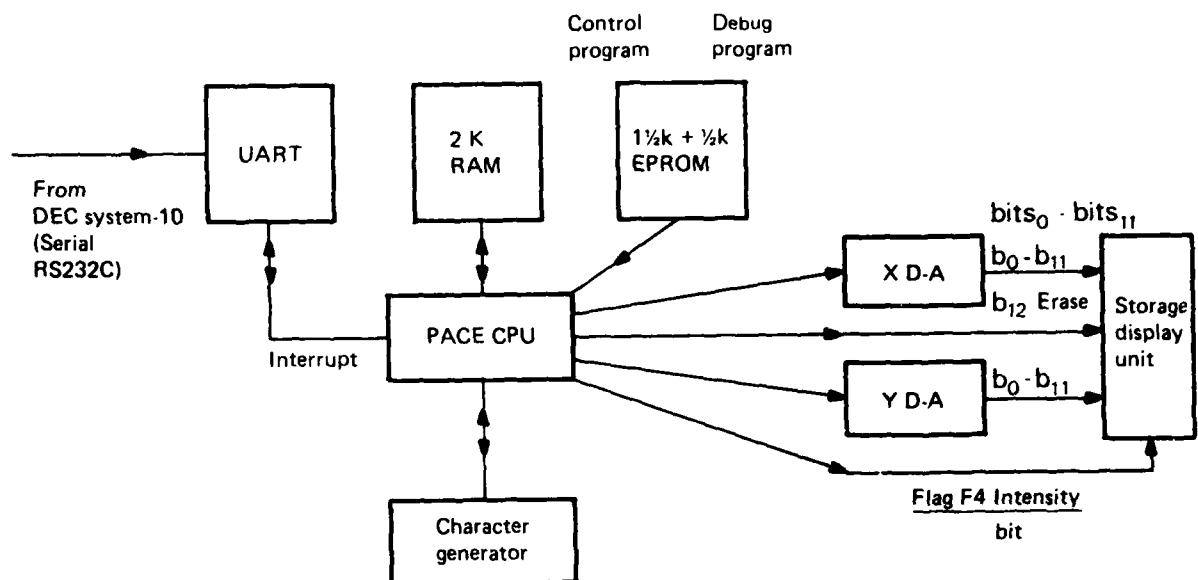 Control program
Debug program
UART
2 K
RAM
1½k + ½k
EPROM
From
DEC system-10
(Serial
RS232C)
bits₀ - bits₁₁
X D-A
b₀-b₁₁
b₁₂ Erase
Storage
display
unit
PACE CPU
Interrupt
Y D-A
b₀-b₁₁
Flag F4 Intensity
bit
Character
generator